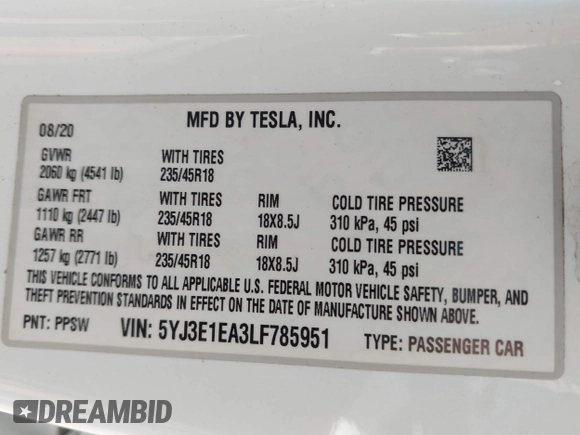 MFD BY TESLA, INC.
08/20
GVWR WITH TIRES
2060 kg (4541 lb) 235/45R18
GAWR FRT WITH TIRES RIM COLD TIRE PRESSURE
1110 kg (2447 lb) 235/45R18 18X8.5J 310 kPa, 45 psi
GAWR RR WITH TIRES RIM COLD TIRE PRESSURE
1257 kg (2771 lb) 235/45R18 18X8.5J 310 kPa, 45 psi
THIS VEHICLE CONFORMS TO ALL APPLICABLE U.S. FEDERAL MOTOR VEHICLE SAFETY, BUMPER, AND
THEFT PREVENTION STANDARDS IN EFFECT ON THE DATE OF MANUFACTURE SHOWN ABOVE.
PNT: PPSW VIN: 5YJ3E1EA3LF785951 TYPE: PASSENGER CAR
DREAMBID